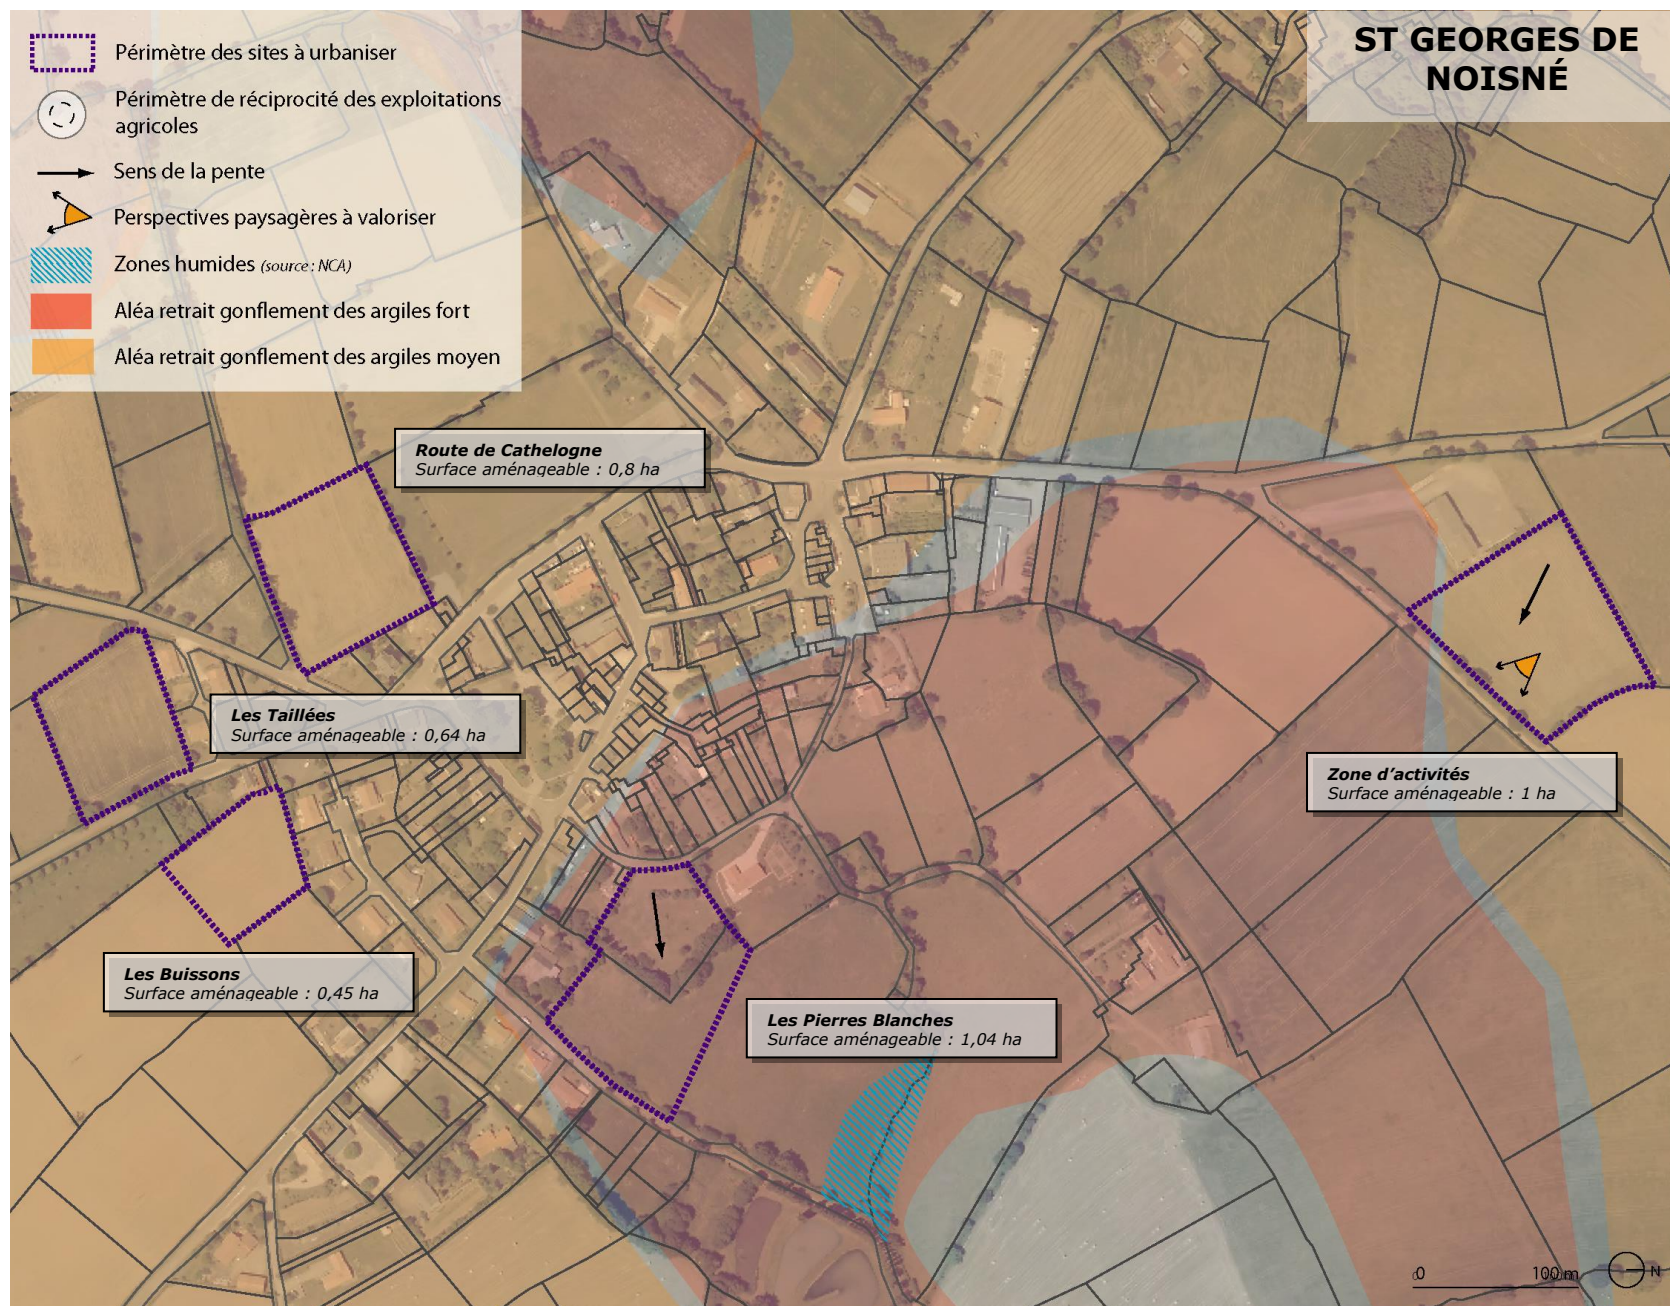 Périmètre des sites à urbaniser
Périmètre de réciprocité des exploitations
agricoles
Sens de la pente
Perspectives paysagères à valoriser
Zones humides (source : NCA)
Aléa retrait gonflement des argiles fort
Aléa retrait gonflement des argiles moyen
ST GEORGES DE
NOISNÉ
Route de Cathelogne
Surface aménageable : 0,8 ha
Les Taillées
Surface aménageable : 0,64 ha
Zone d'activités
Surface aménageable : 1 ha
Les Buissons
Surface aménageable : 0,45 ha
Les Pierres Blanches
Surface aménageable : 1,04 ha
0 100 m
N